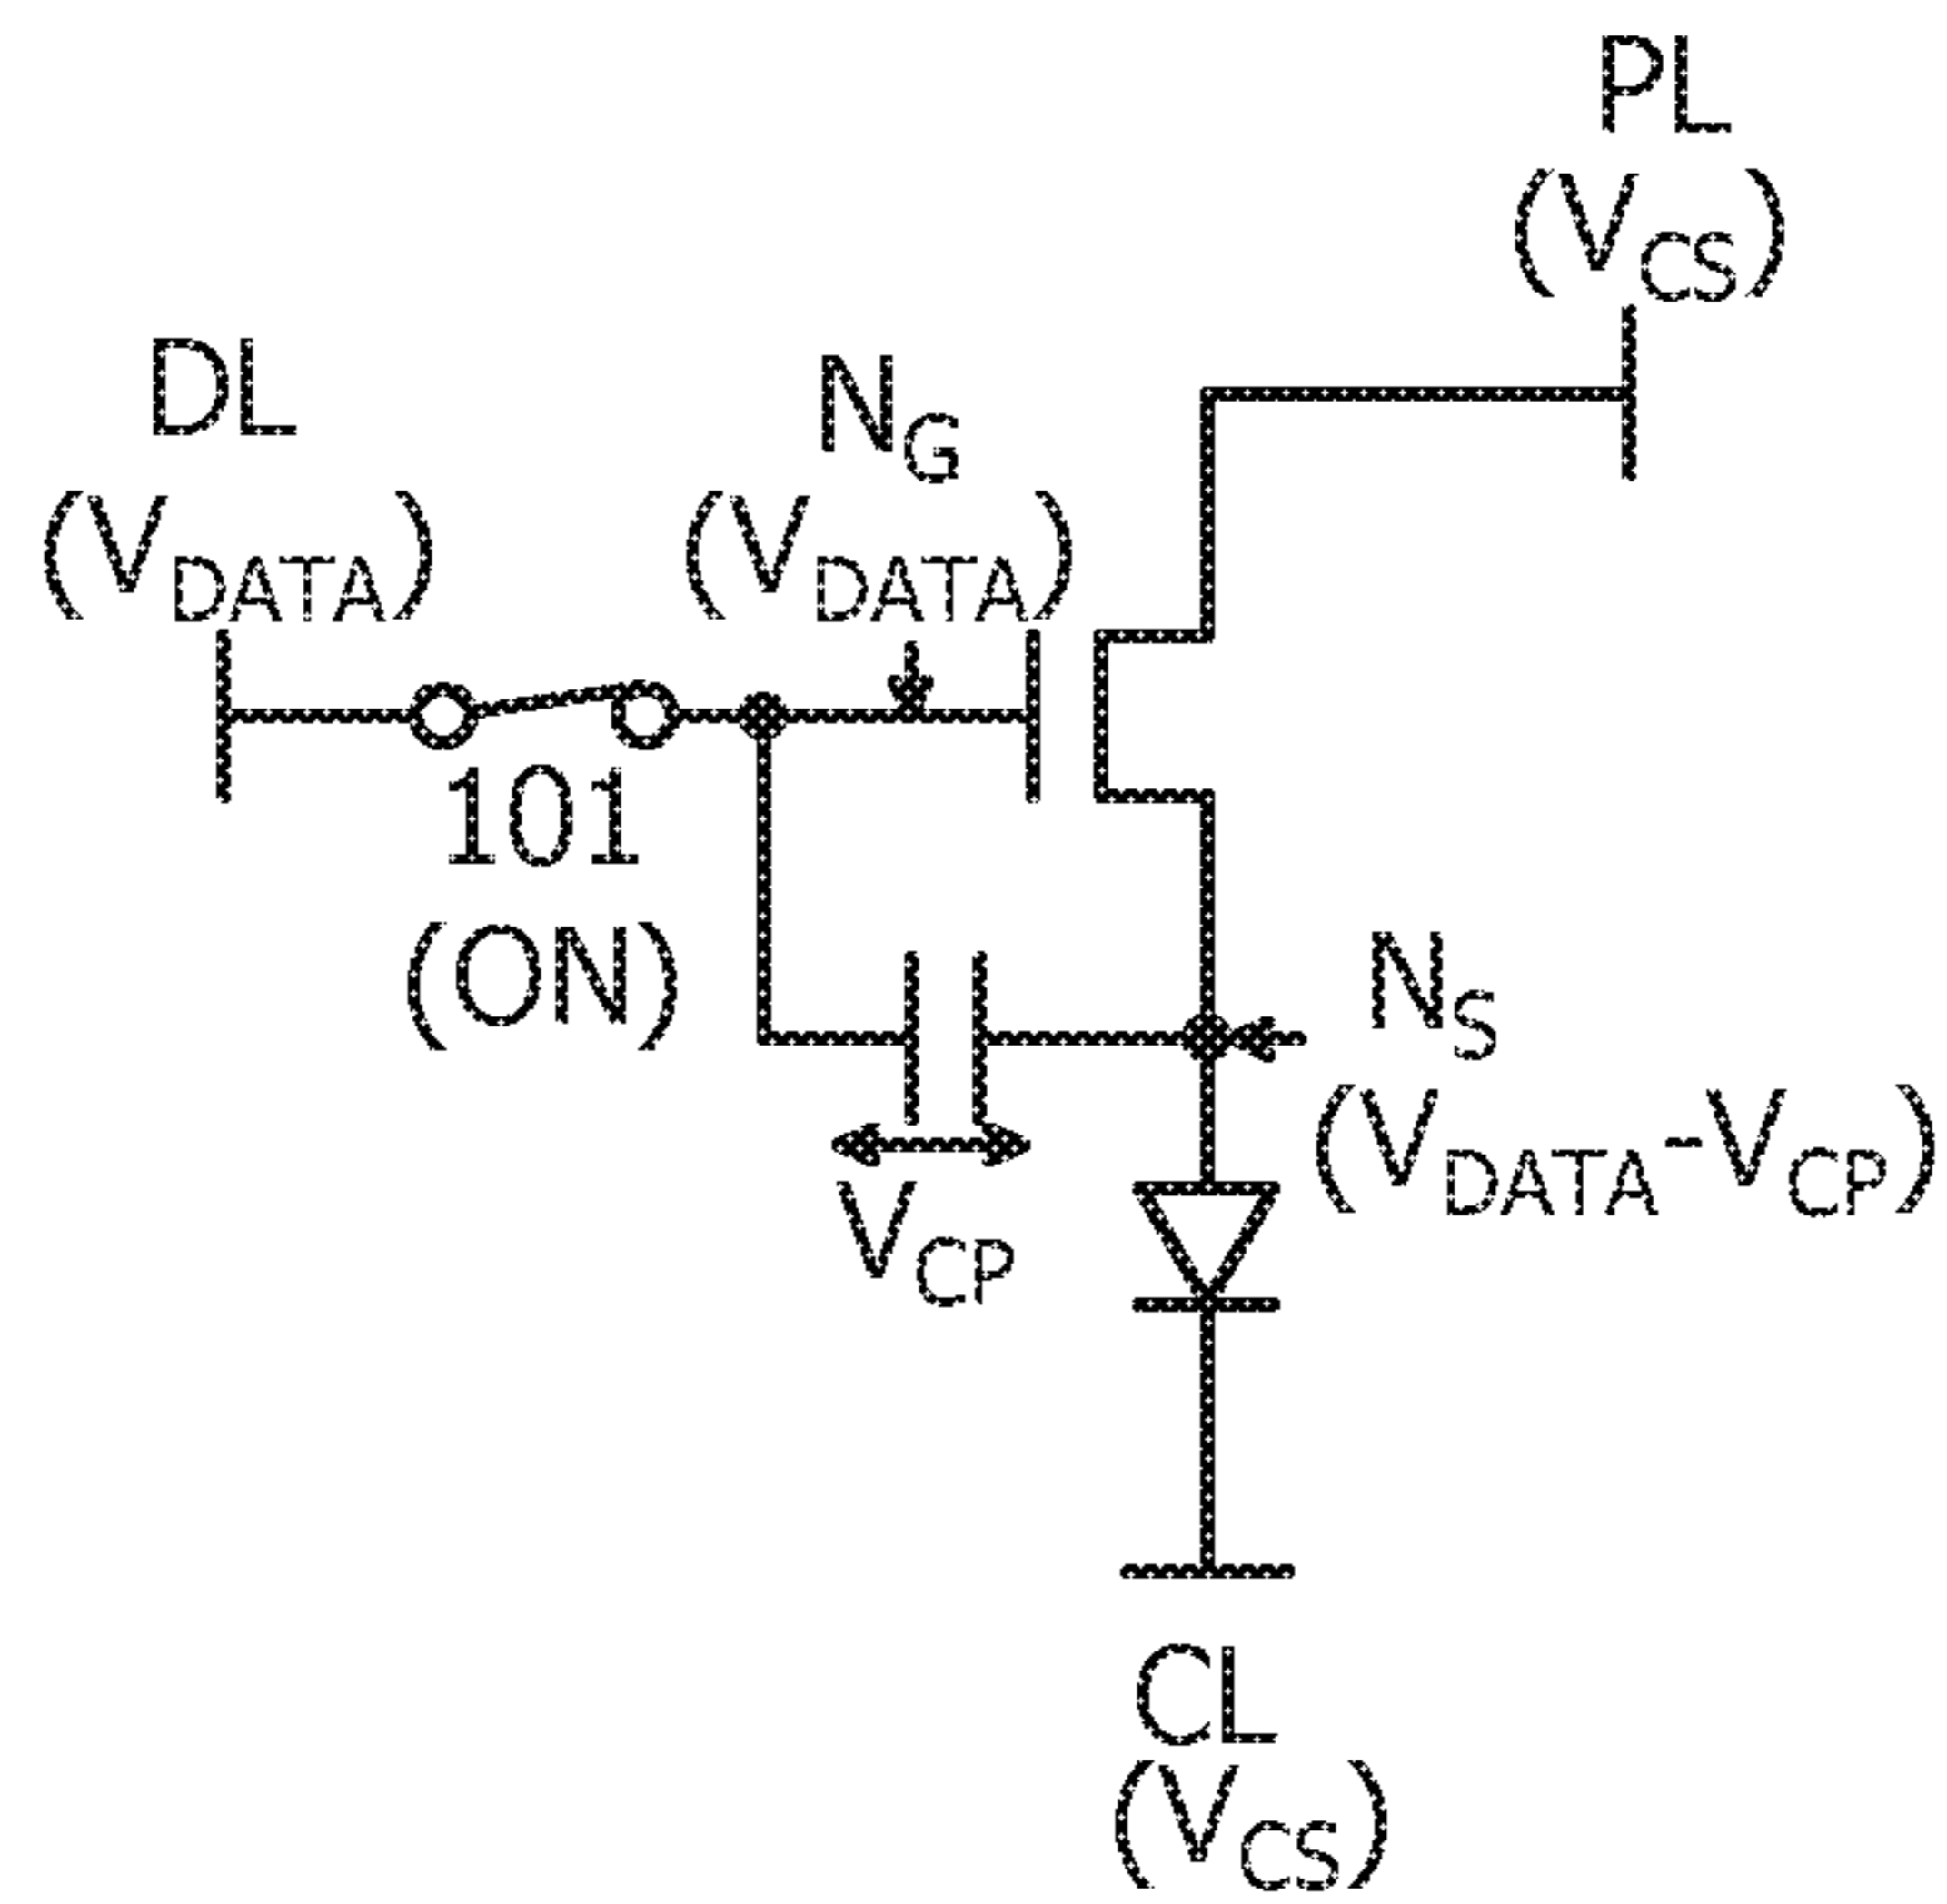 PL
(VCS)
DL
(VDATA)
NG
(VDATA)
101
(ON)
NS
(VDATA-VCP)
VCP
CL
(VCS)